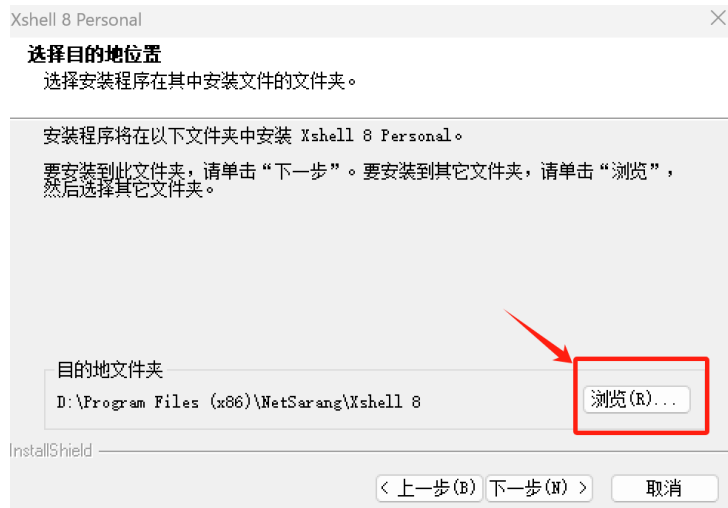 Xshell 8 Personal
选择目的地位置
选择安装程序在其中安装文件的文件夹。
安装程序将在以下文件夹中安装 Xshell 8 Personal。
要安装到此文件夹，请单击“下一步”。要安装到其它文件夹，请单击“浏览”，
然后选择其它文件夹。
目的地文件夹
D:\Program Files (x86)\NetSarang\Xshell 8
浏览(R)...
InstallShield
< 上一步(B)
下一步(N) >
取消